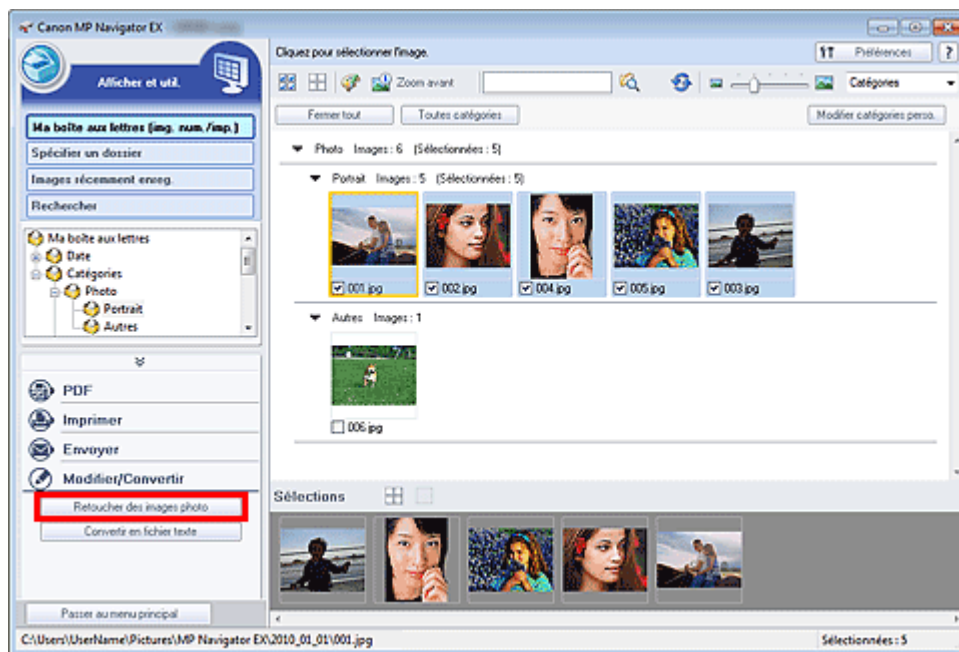 Canon MP Navigator EX
Cliquez pour sélectionner l'image.
Préférences
?
Afficher et util.
Zoom avant
Catégories
Fermer tout
Toutes catégories
Modifier catégories perso.
Ma boîte aux lettres (img. num./imp.)
Spécifier un dossier
Images récemment enreg.
Rechercher
Ma boîte aux lettres
Date
Catégories
Photo
Portrait
Autres
Photo Images : 6 (Sélectionnées : 5)
Portrait Images : 5 (Sélectionnées : 5)
001.jpg
002.jpg
004.jpg
005.jpg
003.jpg
Autres Images : 1
006.jpg
PDF
Imprimer
Envoyer
Modifier/Convertir
Retoucher des images photo
Convertir en fichier texte
Sélections
Passer au menu principal
C:\Users\UserName\Pictures\MP Navigator EX\2010_01_01\001.jpg
Sélectionnées : 5